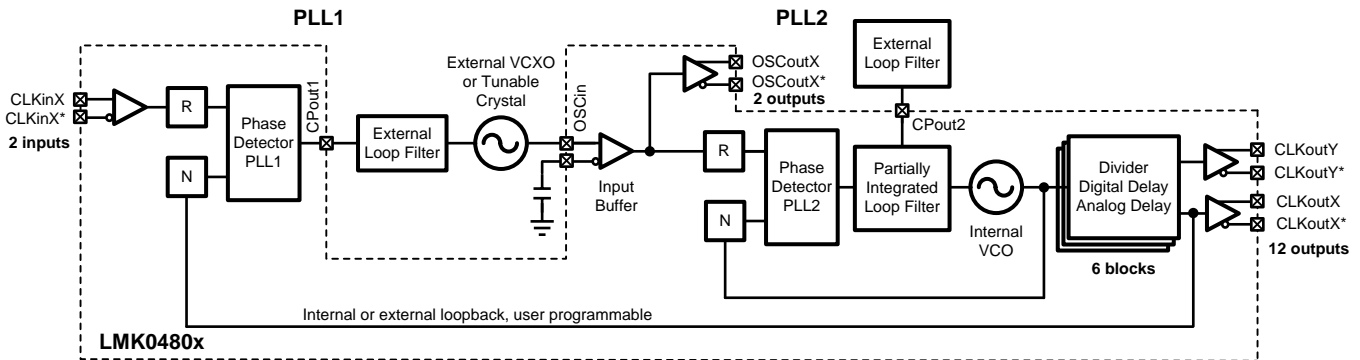 PLL1
PLL2
External VCXO
or Tunable
Crystal
External
Loop Filter
OSCoutX
OSCoutX*
2 outputs
CLKinX
CLKinX*
2 inputs
R
N
Phase
Detector
PLL1
CPout1
External
Loop Filter
OSCin
Input
Buffer
R
N
Phase
Detector
PLL2
CPout2
Partially
Integrated
Loop Filter
Internal
VCO
Divider
Digital Delay
Analog Delay
6 blocks
CLKoutY
CLKoutY*
CLKoutX
CLKoutX*
12 outputs
Internal or external loopback, user programmable
LMK0480x